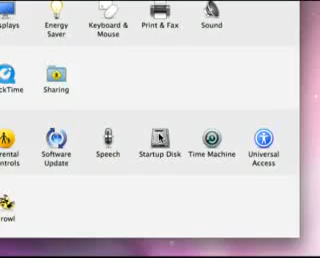 splays
Energy
Saver
Keyboard &
Mouse
Print & Fax
Sound
ckTime
Sharing
rental
ontrols
Software
Update
Speech
Startup Disk
Time Machine
Universal
Access
rowl